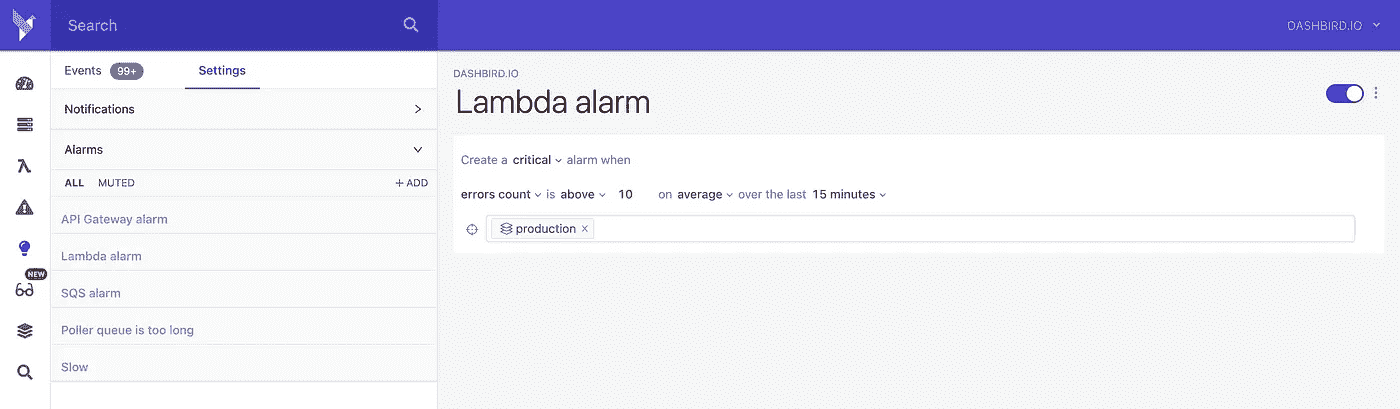 Search
DASHBIRD.IO
Events 99+ Settings
Notifications
Alarms
ALL MUTED + ADD
API Gateway alarm
Lambda alarm
NEW
SQS alarm
Poller queue is too long
Slow
DASHBIRD.IO
Lambda alarm
Create a critical alarm when
errors count is above 10 on average over the last 15 minutes
production ×